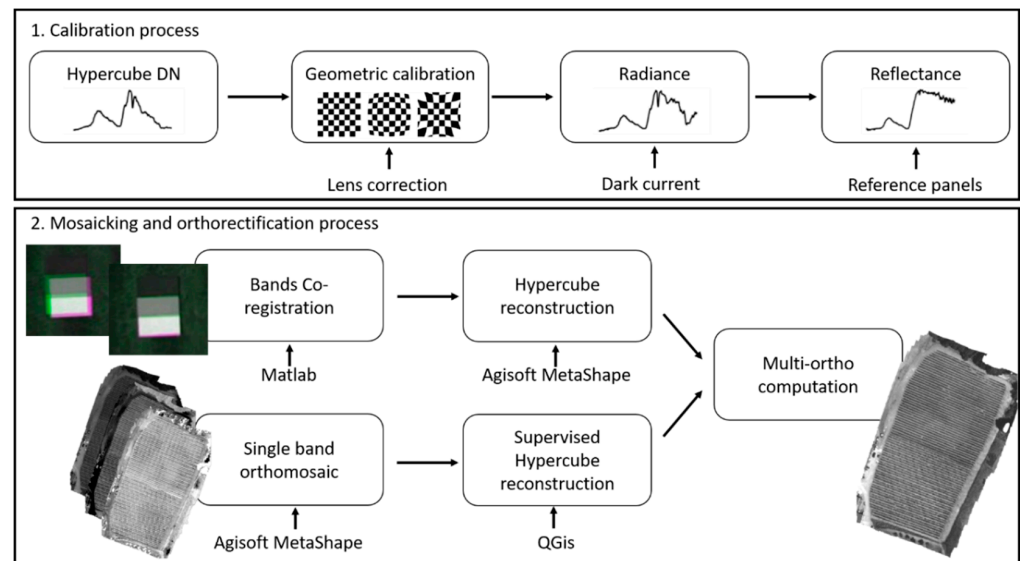 1. Calibration process
Hypercube DN
Geometric calibration
Radiance
Reflectance
Lens correction
Dark current
Reference panels
2. Mosaicking and orthorectification process
Bands Co-
registration
Hypercube
reconstruction
Matlab
Agisoft MetaShape
Multi-ortho
computation
Single band
orthomosaic
Supervised
Hypercube
reconstruction
Agisoft MetaShape
QGis